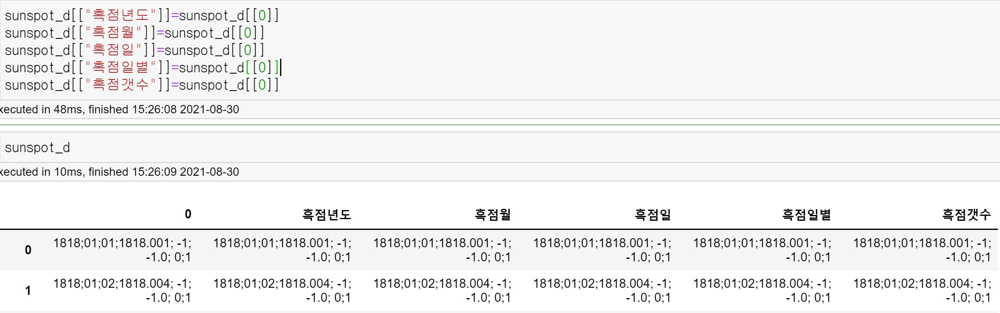 sunspot_d[["흑점년도"]]=sunspot_d[[0]]
sunspot_d[["흑점월"]]=sunspot_d[[0]]
sunspot_d[["흑점일"]]=sunspot_d[[0]]
sunspot_d[["흑점일별"]]=sunspot_d[[0]]
sunspot_d[["흑점갯수"]]=sunspot_d[[0]]
xecuted in 48ms, finished 15:26:08 2021-08-30
sunspot_d
xecuted in 10ms, finished 15:26:09 2021-08-30
0 흑점년도 흑점월 흑점일 흑점일별 흑점갯수
0 1818;01;01;1818.001; -1; 1818;01;01;1818.001; -1; 1818;01;01;1818.001; -1; 1818;01;01;1818.001; -1; 1818;01;01;1818.001; -1; 1818;01;01;1818.001; -1;
-1.0; 0;1 -1.0; 0;1 -1.0; 0;1 -1.0; 0;1 -1.0; 0;1 -1.0; 0;1
1 1818;01;02;1818.004; -1; 1818;01;02;1818.004; -1; 1818;01;02;1818.004; -1; 1818;01;02;1818.004; -1; 1818;01;02;1818.004; -1; 1818;01;02;1818.004; -1;
-1.0; 0;1 -1.0; 0;1 -1.0; 0;1 -1.0; 0;1 -1.0; 0;1 -1.0; 0;1